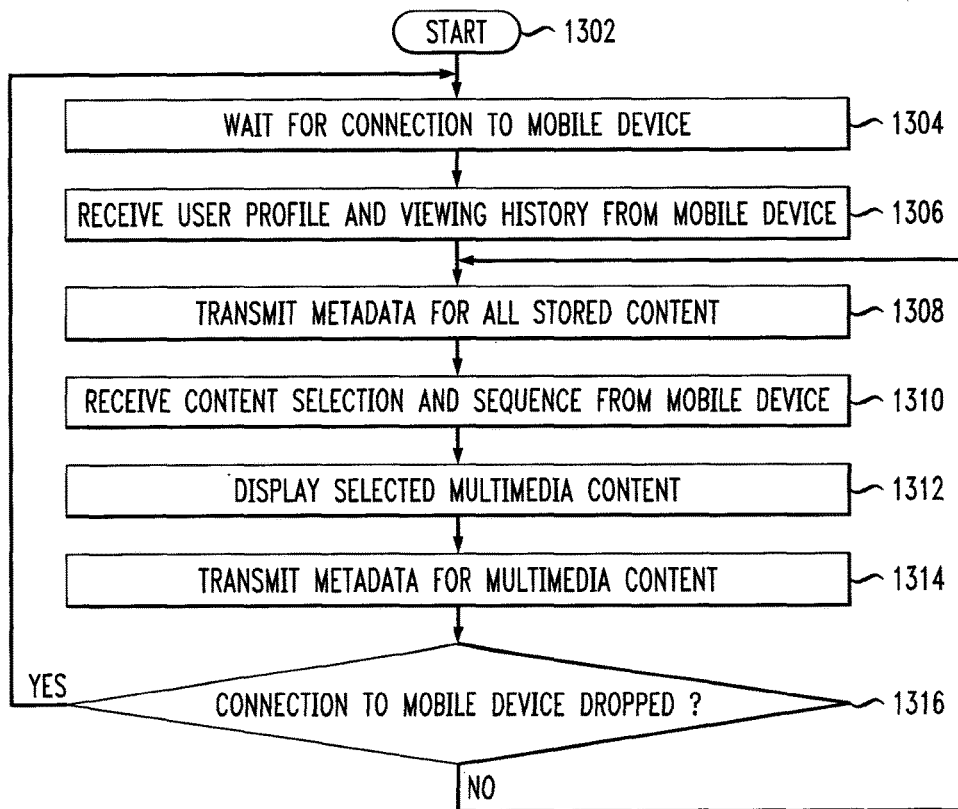 START 1302
WAIT FOR CONNECTION TO MOBILE DEVICE 1304
RECEIVE USER PROFILE AND VIEWING HISTORY FROM MOBILE DEVICE 1306
TRANSMIT METADATA FOR ALL STORED CONTENT 1308
RECEIVE CONTENT SELECTION AND SEQUENCE FROM MOBILE DEVICE 1310
DISPLAY SELECTED MULTIMEDIA CONTENT 1312
TRANSMIT METADATA FOR MULTIMEDIA CONTENT 1314
YES
CONNECTION TO MOBILE DEVICE DROPPED ? 1316
NO